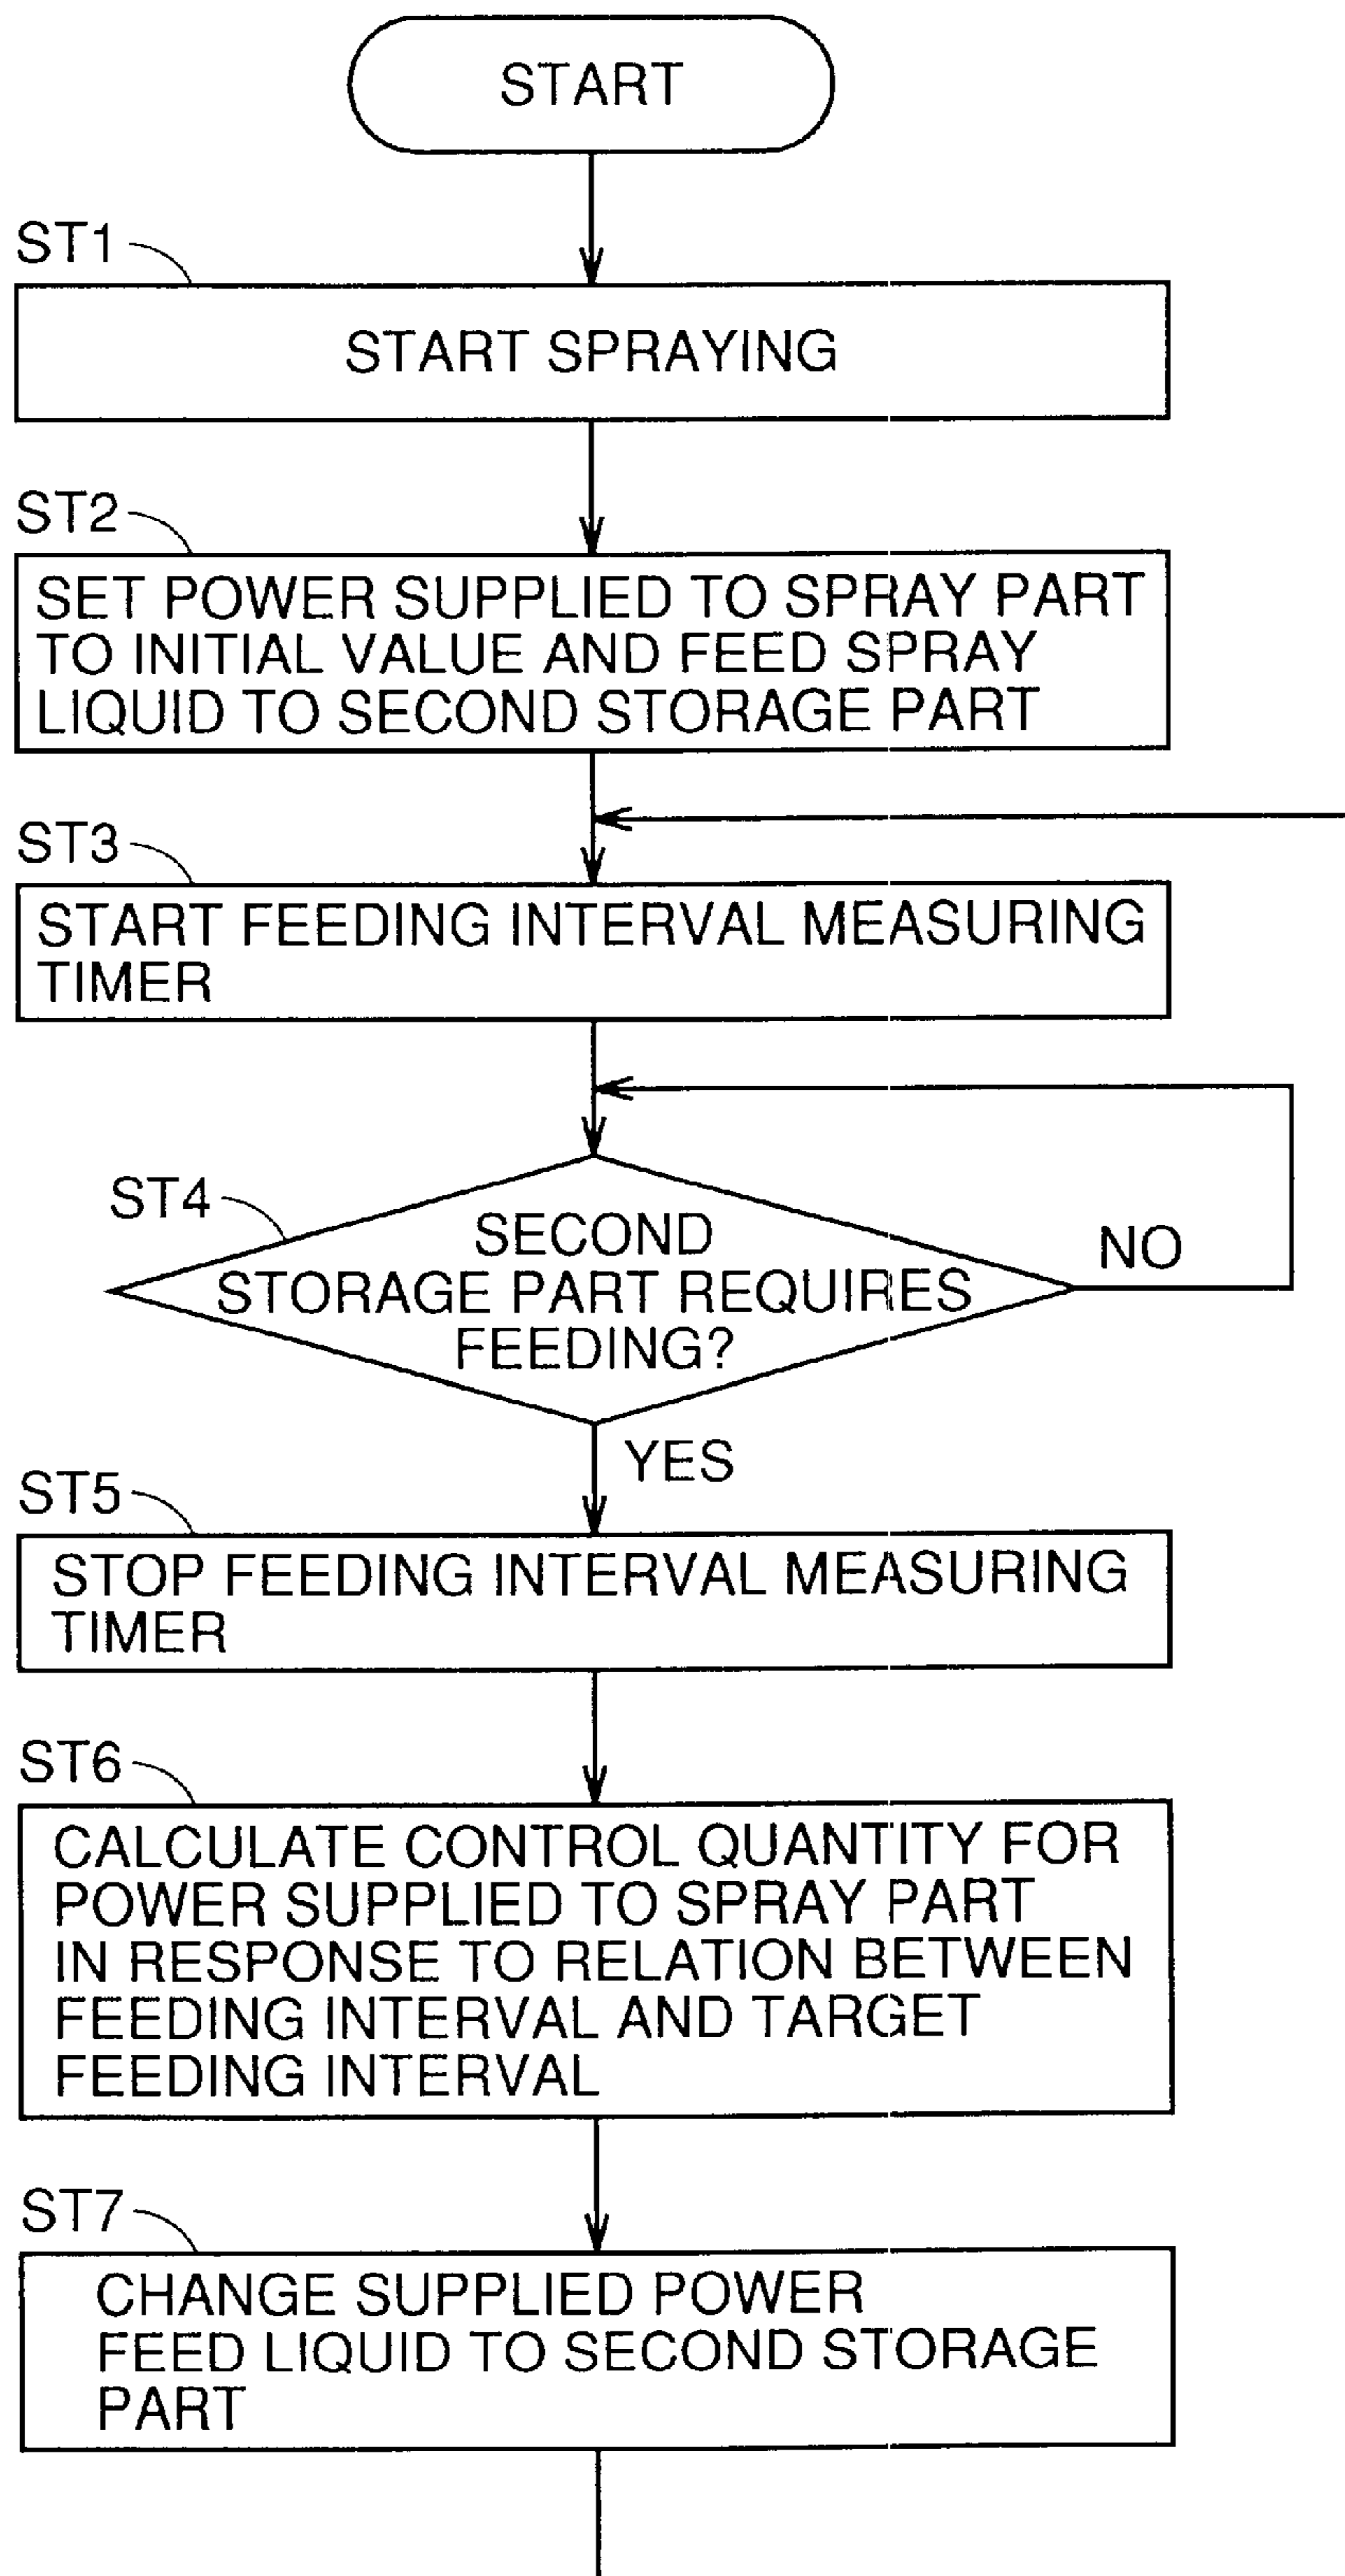 START
ST1
START SPRAYING
ST2
SET POWER SUPPLIED TO SPRAY PART
TO INITIAL VALUE AND FEED SPRAY
LIQUID TO SECOND STORAGE PART
ST3
START FEEDING INTERVAL MEASURING
TIMER
ST4
SECOND
STORAGE PART REQUIRES
FEEDING?
NO
YES
ST5
STOP FEEDING INTERVAL MEASURING
TIMER
ST6
CALCULATE CONTROL QUANTITY FOR
POWER SUPPLIED TO SPRAY PART
IN RESPONSE TO RELATION BETWEEN
FEEDING INTERVAL AND TARGET
FEEDING INTERVAL
ST7
CHANGE SUPPLIED POWER
FEED LIQUID TO SECOND STORAGE
PART